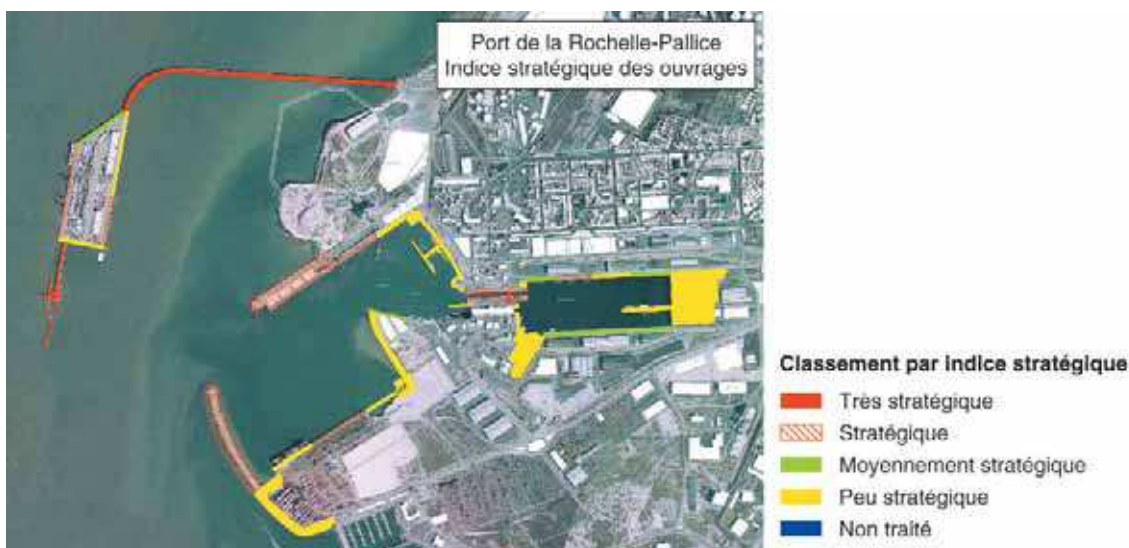 Port de la Rochelle-Pallice
Indice stratégique des ouvrages
Classement par indice stratégique
Très stratégique
Stratégique
Moyennement stratégique
Peu stratégique
Non traité